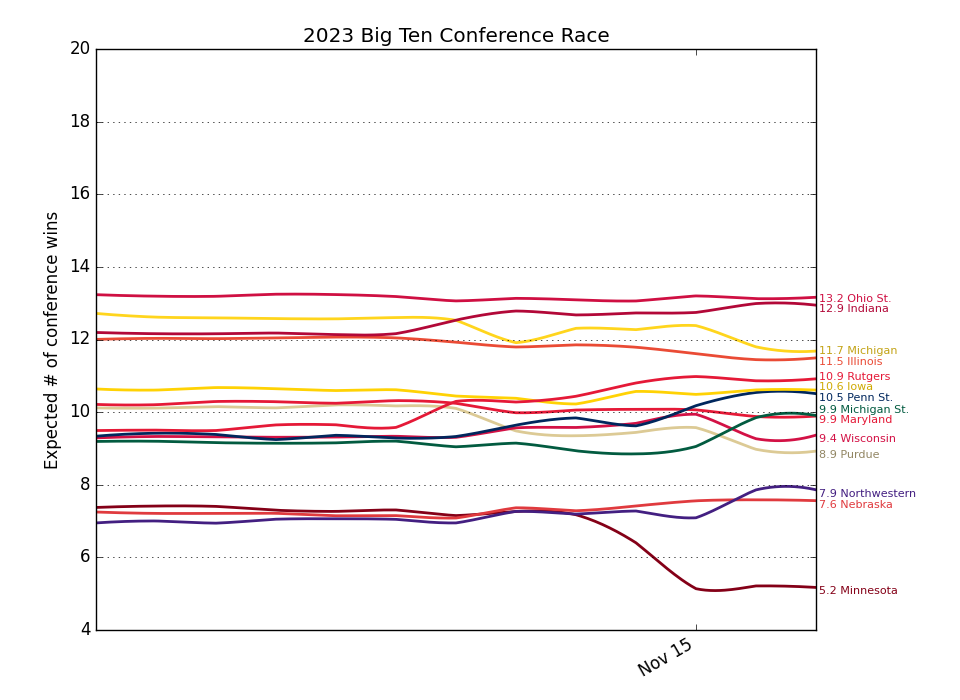 2023 Big Ten Conference Race
Expected # of conference wins
20
18
16
14
12
10
8
6
4
13.2 Ohio St.
12.9 Indiana
11.7 Michigan
11.5 Illinois
10.9 Rutgers
10.6 Iowa
10.5 Penn St.
9.9 Michigan St.
9.9 Maryland
9.4 Wisconsin
8.9 Purdue
7.9 Northwestern
7.6 Nebraska
5.2 Minnesota
Nov 15